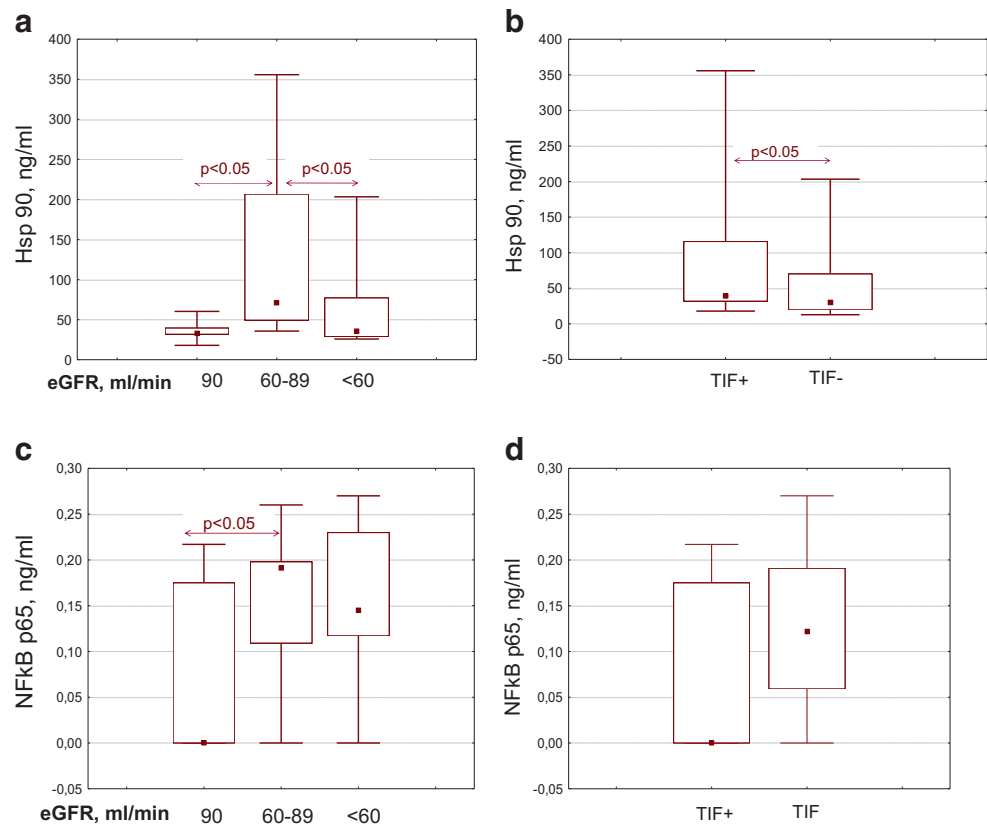 a
Hsp 90, ng/ml
400
350
300
250
200
150
100
50
0
p<0.05
p<0.05
eGFR, ml/min
90
60-89
<60
b
Hsp 90, ng/ml
400
350
300
250
200
150
100
50
0
-50
p<0.05
TIF+
TIF-
c
NFkB p65, ng/ml
0,30
0,25
0,20
0,15
0,10
0,05
0,00
-0,05
p<0.05
eGFR, ml/min
90
60-89
<60
d
NFkB p65, ng/ml
0,30
0,25
0,20
0,15
0,10
0,05
0,00
-0,05
TIF+
TIF